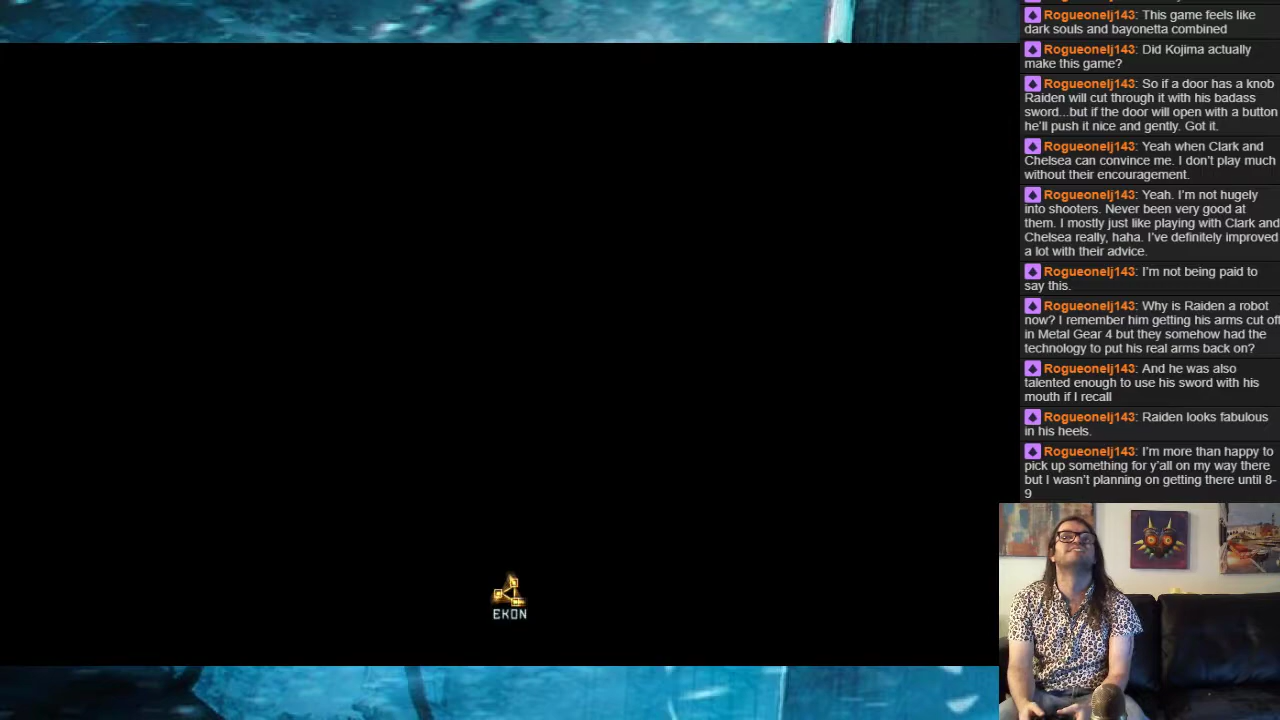 Rogueonelj143: This game feels like
dark souls and bayonetta combined
Rogueonelj143: Did Kojima actually
make this game?
Rogueonelj143: So if a door has a knob
Raiden will cut through it with his badass
sword...but if the door will open with a button
he'll push it nice and gently. Got it.
Rogueonelj143: Yeah when Clark and
Chelsea can convince me. I don't play much
without their encouragement.
Rogueonelj143: Yeah. I'm not hugely
into shooters. Never been very good at
them. I mostly just like playing with Clark and
Chelsea really, haha. I've definitely improved
a lot with their advice.
Rogueonelj143: I'm not being paid to
say this.
Rogueonelj143: Why is Raiden a robot
now? I remember him getting his arms cut off
in Metal Gear 4 but they somehow had the
technology to put his real arms back on?
Rogueonelj143: And he was also
talented enough to use his sword with his
mouth if I recall
Rogueonelj143: Raiden looks fabulous
in his heels.
Rogueonelj143: I'm more than happy to
pick up something for y'all on my way there
but I wasn't planning on getting there until 8-
9
EKON